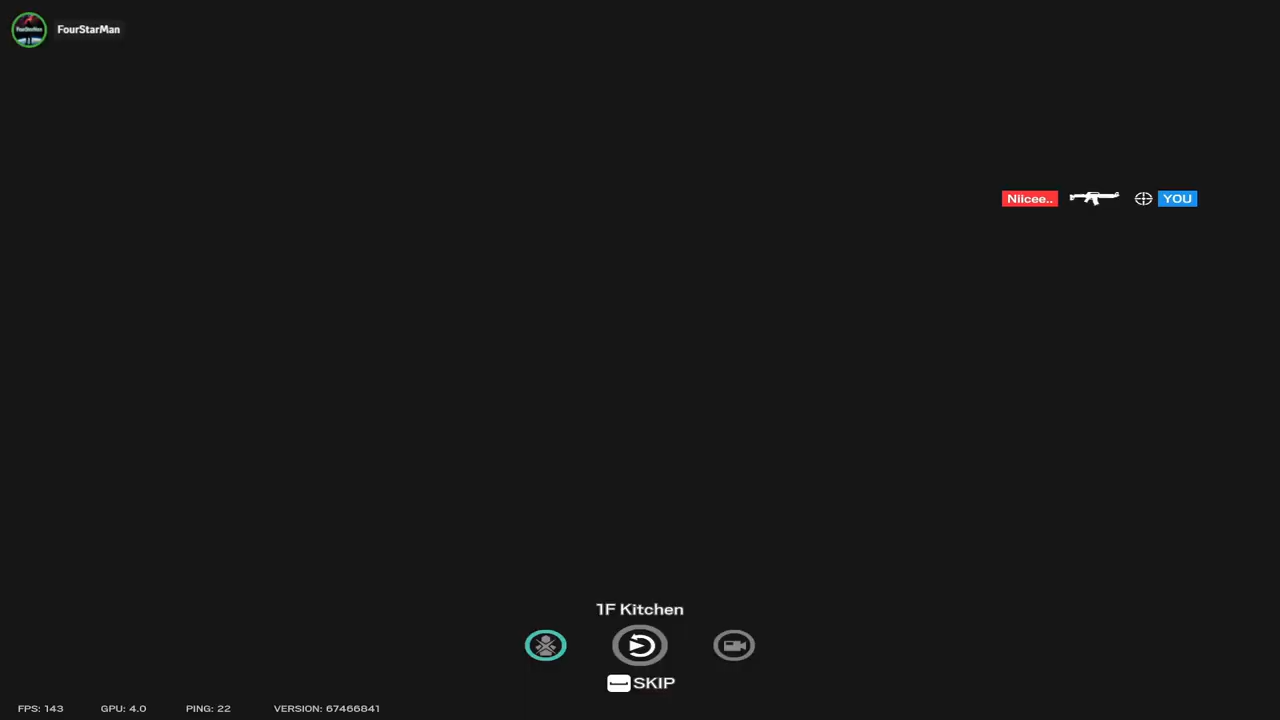 FourStarMan
Niicee..
YOU
1F Kitchen
SKIP
FPS: 143
GPU: 4.0
PING: 22
VERSION: 67466841